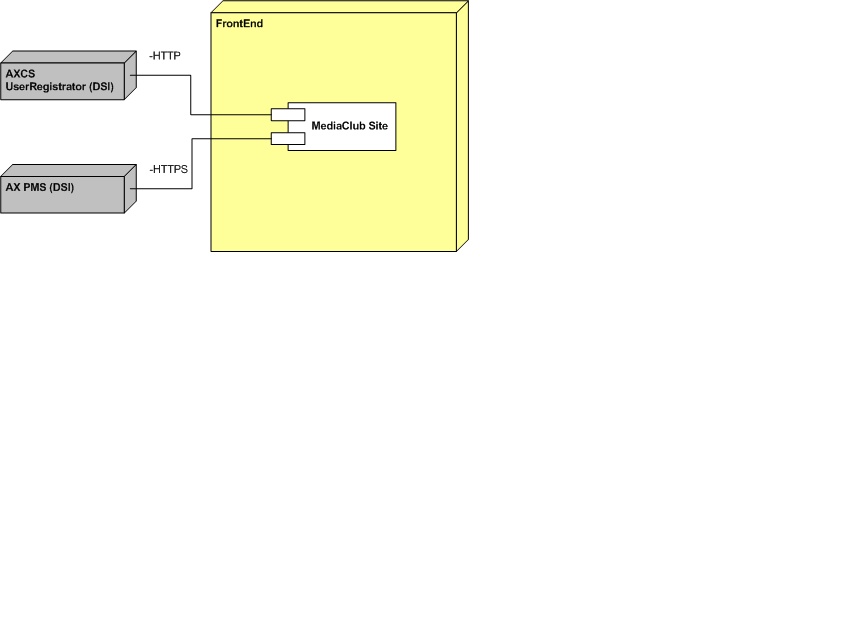 FrontEnd
-HTTP
AXCS
UserRegistrator (DSI)
MediaClub Site
-HTTPS
AX PMS (DSI)